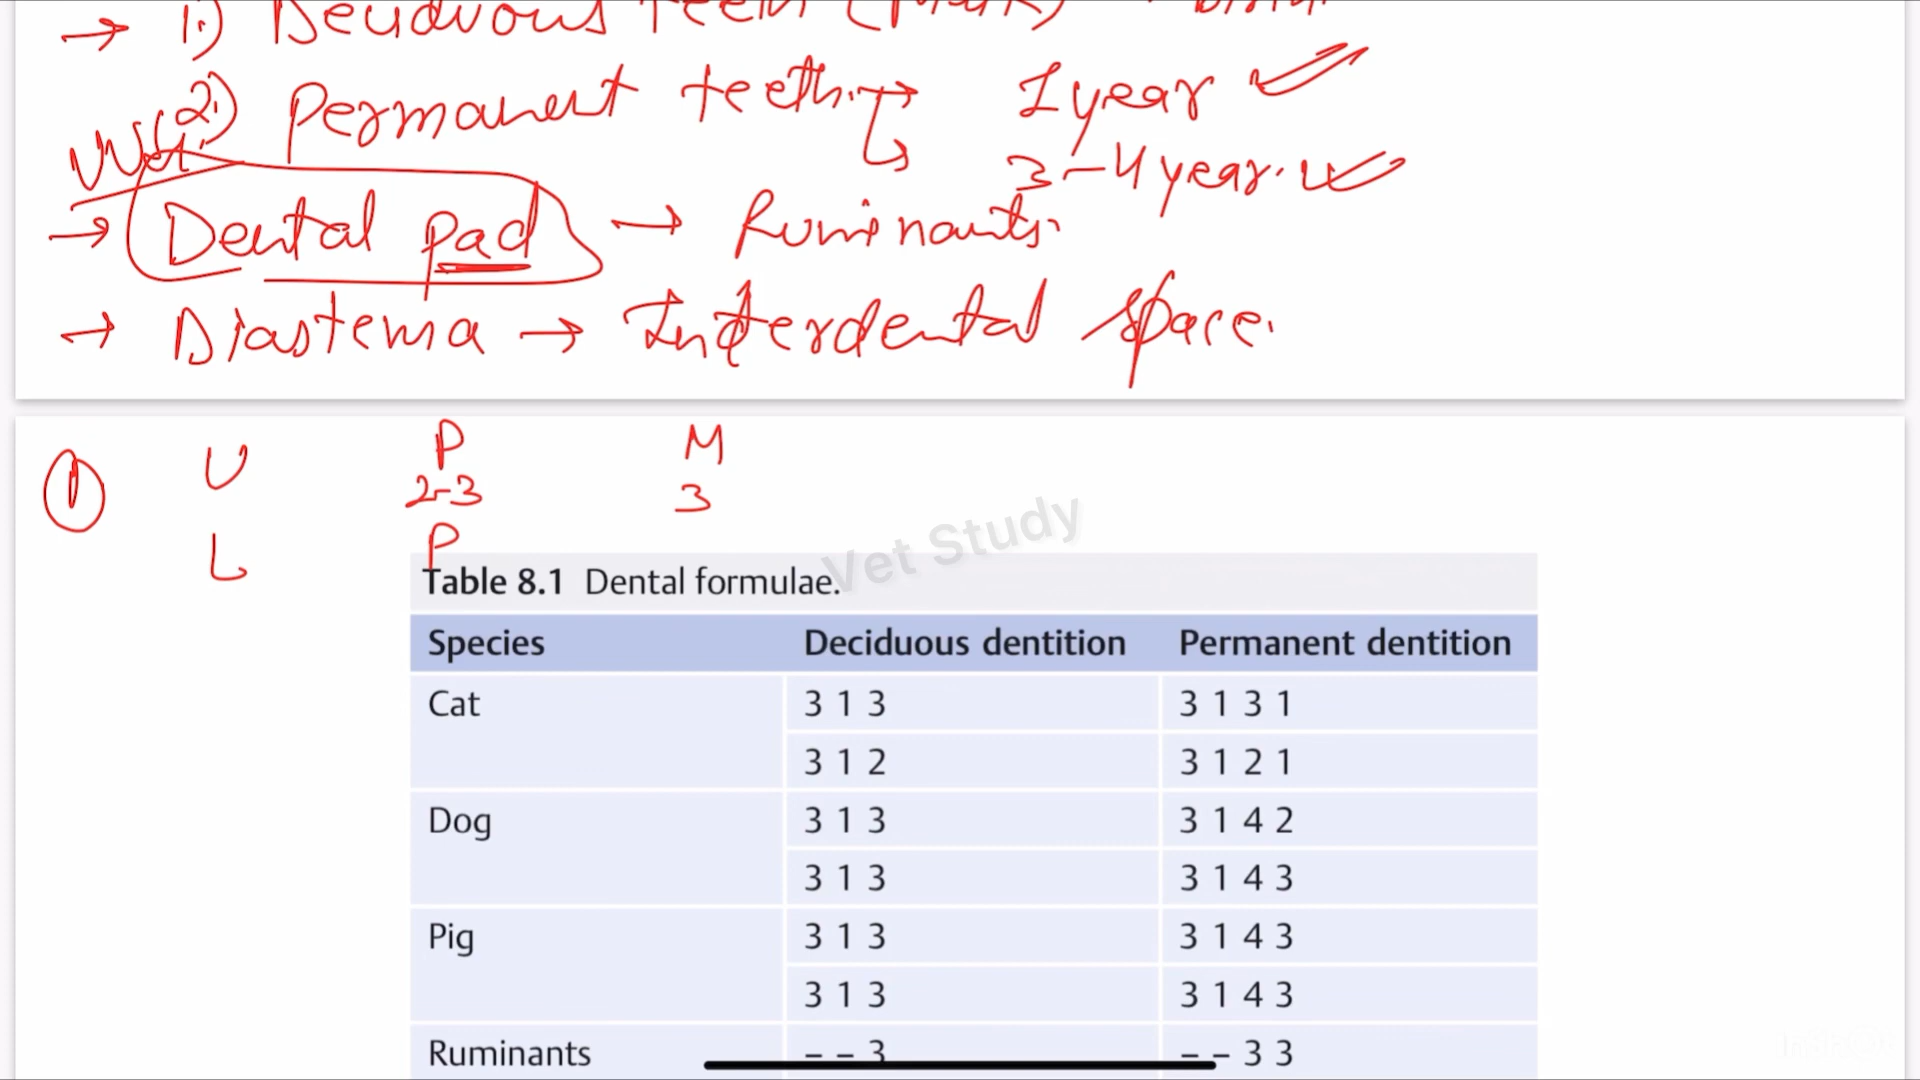 → 1.) Deciduous teeth (
2.) Permanent teeth. → 1 year
3-4 year.
→ Dental pad → Ruminants.
→ Diastema → Interdental space.
① U P M
2-3 3
L P
Vet Study
Table 8.1 Dental formulae.
Species Deciduous dentition Permanent dentition
Cat 3 1 3 3 1 3 1
3 1 2 3 1 2 1
Dog 3 1 3 3 1 4 2
3 1 3 3 1 4 3
Pig 3 1 3 3 1 4 3
3 1 3 3 1 4 3
Ruminants – – 3 – – 3 3